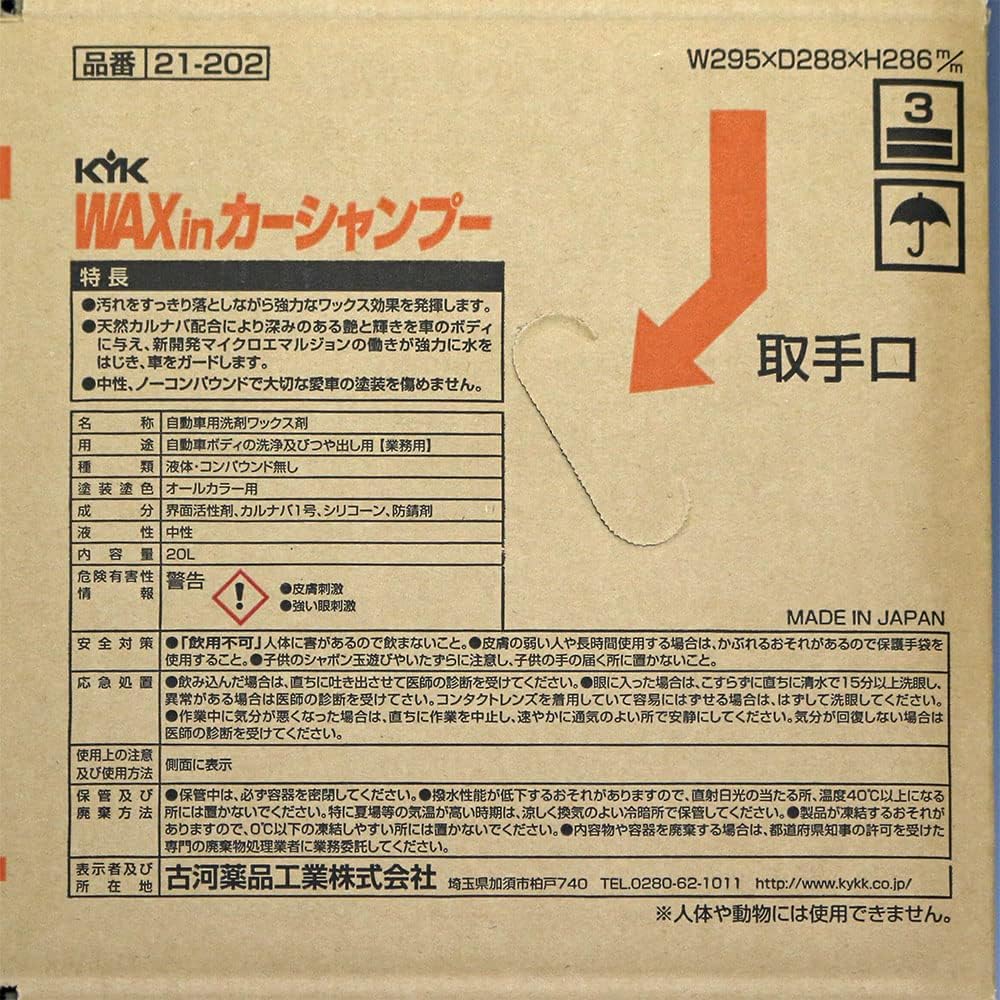 品番 21-202
W295×D288×H286m/m
3
KYK
WAX in カーシャンプー
特長
●汚れをすっきり落としながら強力なワックス効果を発揮します。
●天然カルナバ配合により深みのある艶と輝きを車のボディ
に与え、新開発マイクロエマルジョンの働きが強力に水を
はじき、車をガードします。
●中性、ノーコンパウンドで大切な愛車の塗装を傷めません。
取手口
名称 自動車用洗剤ワックス剤
用途 自動車ボディの洗浄及びつや出し用【業務用】
種類 液体・コンパウンド無し
塗装塗色 オールカラー用
成分 界面活性剤、カルナバ1号、シリコーン、防錆剤
液性 中性
内容量 20L
危険有害性
情報
警告
●皮膚刺激
●強い眼刺激
MADE IN JAPAN
安全対策 ●「飲用不可」人体に害があるので飲まないこと。●皮膚の弱い人や長時間使用する場合は、かぶれるおそれがあるので保護手袋を
使用すること。●子供のシャボン玉遊びやいたずらに注意し、子供の手の届く所に置かないこと。
応急処置 ●飲み込んだ場合は、直ちに吐き出させて医師の診断を受けてください。●眼に入った場合は、こすらずに直ちに清水で15分以上洗眼し、
異常がある場合は医師の診断を受けてさい。コンタクトレンズを着用していて容易にはずせる場合は、はずして洗眼してください。
●作業中に気分が悪くなった場合は、直ちに作業を中止し、速やかに通気のよい所で安静にしてください。気分が回復しない場合は
医師の診断を受けてください。
使用上の注意
及び使用方法
側面に表示
保管及び
廃棄方法
●保管中は、必ず容器を密閉してください。●撥水性能が低下するおそれがありますので、直射日光の当たる所、温度40℃以上になる
所には置かないでください。特に夏場等の気温が高い時期は、涼しく換気のよい冷暗所で保管してください。●製品が凍結するおそれが
ありますので、0℃以下の凍結しやすい所には置かないでください。●内容物や容器を廃棄する場合は、都道府県知事の許可を受けた
専門の廃棄物処理業者に業務委託してください。
表示者及び
所在地
古河薬品工業株式会社 埼玉県加須市柏戸740 TEL.0280-62-1011 http://www.kykk.co.jp/
※人体や動物には使用できません。